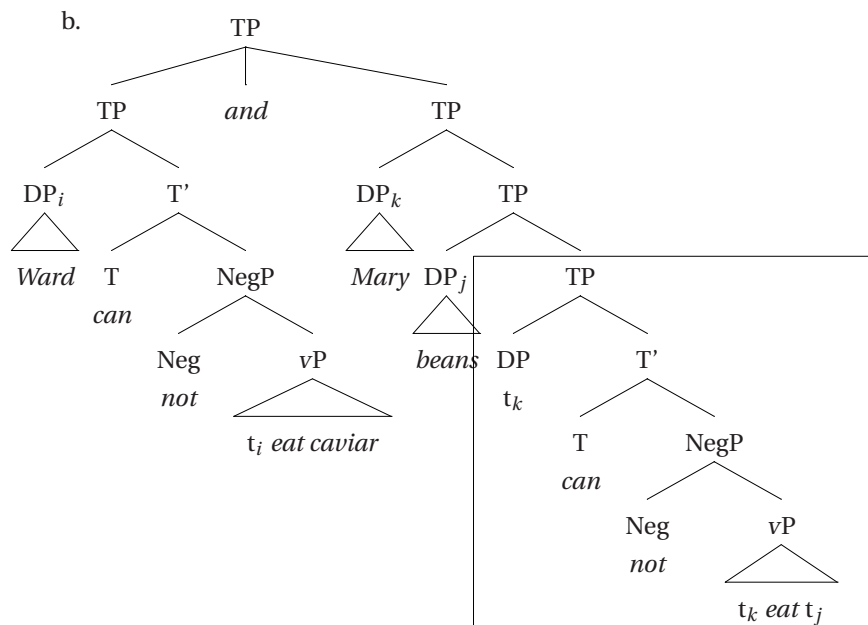 b. TP
TP and TP
DPᵢ T' DPₖ TP
Ward T NegP Mary DPⱼ TP
can
Neg vP beans DP T'
not tₖ
tᵢ eat caviar T NegP
can
Neg vP
not
tₖ eat tⱼ